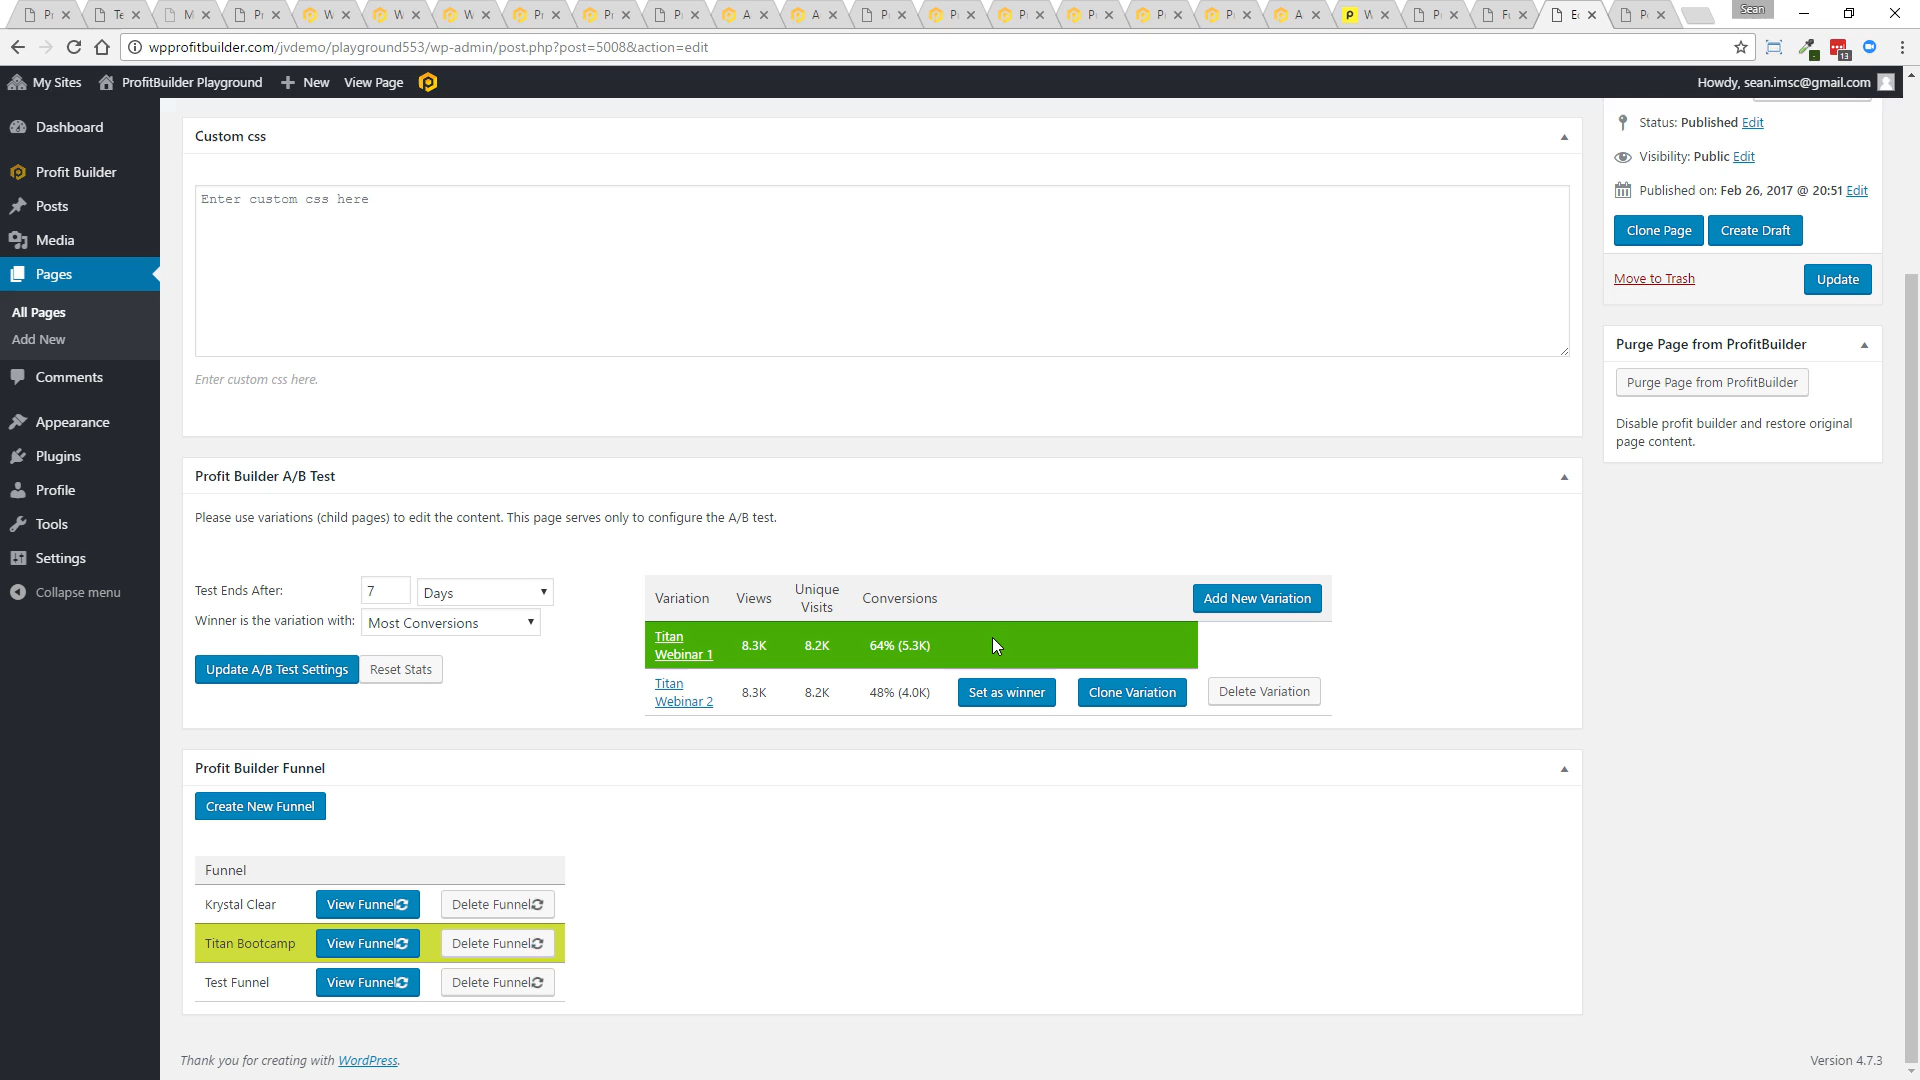 Sean
wpprofitbuilder.com/jvdemo/playground553/wp-admin/post.php?post=5008&action=edit
13
My Sites
ProfitBuilder Playground
New
View Page
Howdy, sean.imsc@gmail.com
Dashboard
Profit Builder
Posts
Media
Pages
All Pages
Add New
Comments
Appearance
Plugins
Profile
Tools
Settings
Collapse menu
Custom css
Enter custom css here
Enter custom css here.
Profit Builder A/B Test
Please use variations (child pages) to edit the content. This page serves only to configure the A/B test.
Test Ends After: 7 Days
Winner is the variation with: Most Conversions
Update A/B Test Settings Reset Stats
Variation Views Unique Visits Conversions Add New Variation
Titan Webinar 1 8.3K 8.2K 64% (5.3K)
Titan Webinar 2 8.3K 8.2K 48% (4.0K) Set as winner Clone Variation Delete Variation
Profit Builder Funnel
Create New Funnel
Funnel
Krystal Clear View Funnel Delete Funnel
Titan Bootcamp View Funnel Delete Funnel
Test Funnel View Funnel Delete Funnel
Status: Published Edit
Visibility: Public Edit
Published on: Feb 26, 2017 @ 20:51 Edit
Clone Page Create Draft
Move to Trash Update
Purge Page from ProfitBuilder
Purge Page from ProfitBuilder
Disable profit builder and restore original
page content.
Thank you for creating with WordPress.
Version 4.7.3